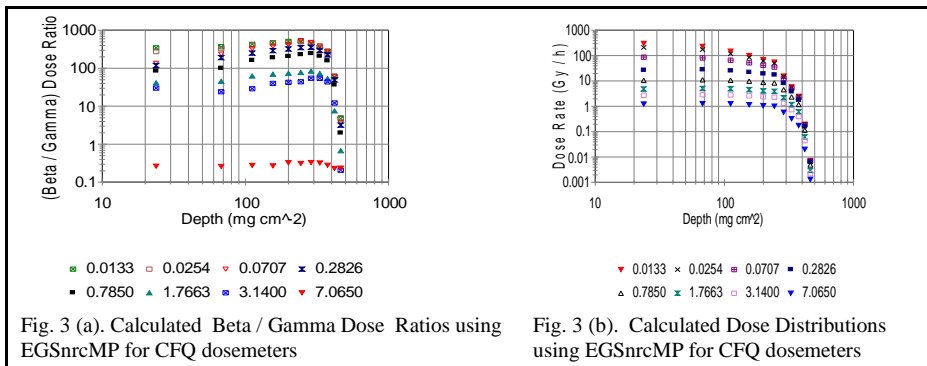 (Beta / Gamma) Dose Ratio
1000
100
10
1
0.1
10
100
1000
Depth (mg cm^-2)
0.0133 0.0254 0.0707 0.2826
0.7850 1.7663 3.1400 7.0650
Fig. 3 (a). Calculated Beta / Gamma Dose Ratios using
EGSnrcMP for CFQ dosemeters
Dose Rate (Gy / h)
1000
100
10
1
0.1
0.01
0.001
10
100
1000
Depth (mg cm^-2)
0.0133 0.0254 0.0707 0.2826
0.7850 1.7663 3.1400 7.0650
Fig. 3 (b). Calculated Dose Distributions
using EGSnrcMP for CFQ dosemeters